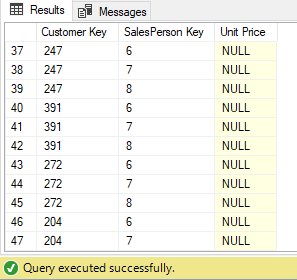 Results Messages
Customer Key SalesPerson Key Unit Price
37 247 6 NULL
38 247 7 NULL
39 247 8 NULL
40 391 6 NULL
41 391 7 NULL
42 391 8 NULL
43 272 6 NULL
44 272 7 NULL
45 272 8 NULL
46 204 6 NULL
47 204 7 NULL
Query executed successfully.